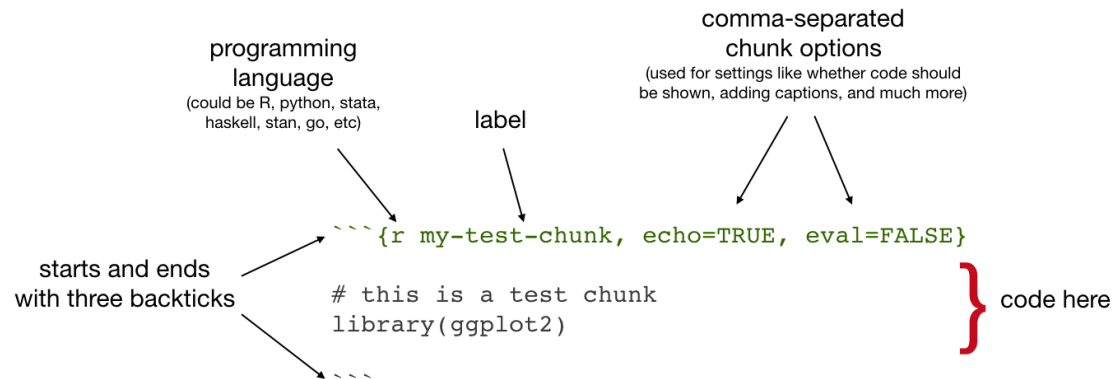 comma-separated
chunk options
(used for settings like whether code should
be shown, adding captions, and much more)
programming
language
(could be R, python, stata,
haskell, stan, go, etc)
label
```{r my-test-chunk, echo=TRUE, eval=FALSE}
starts and ends
with three backticks
# this is a test chunk
library(ggplot2)
} code here
```